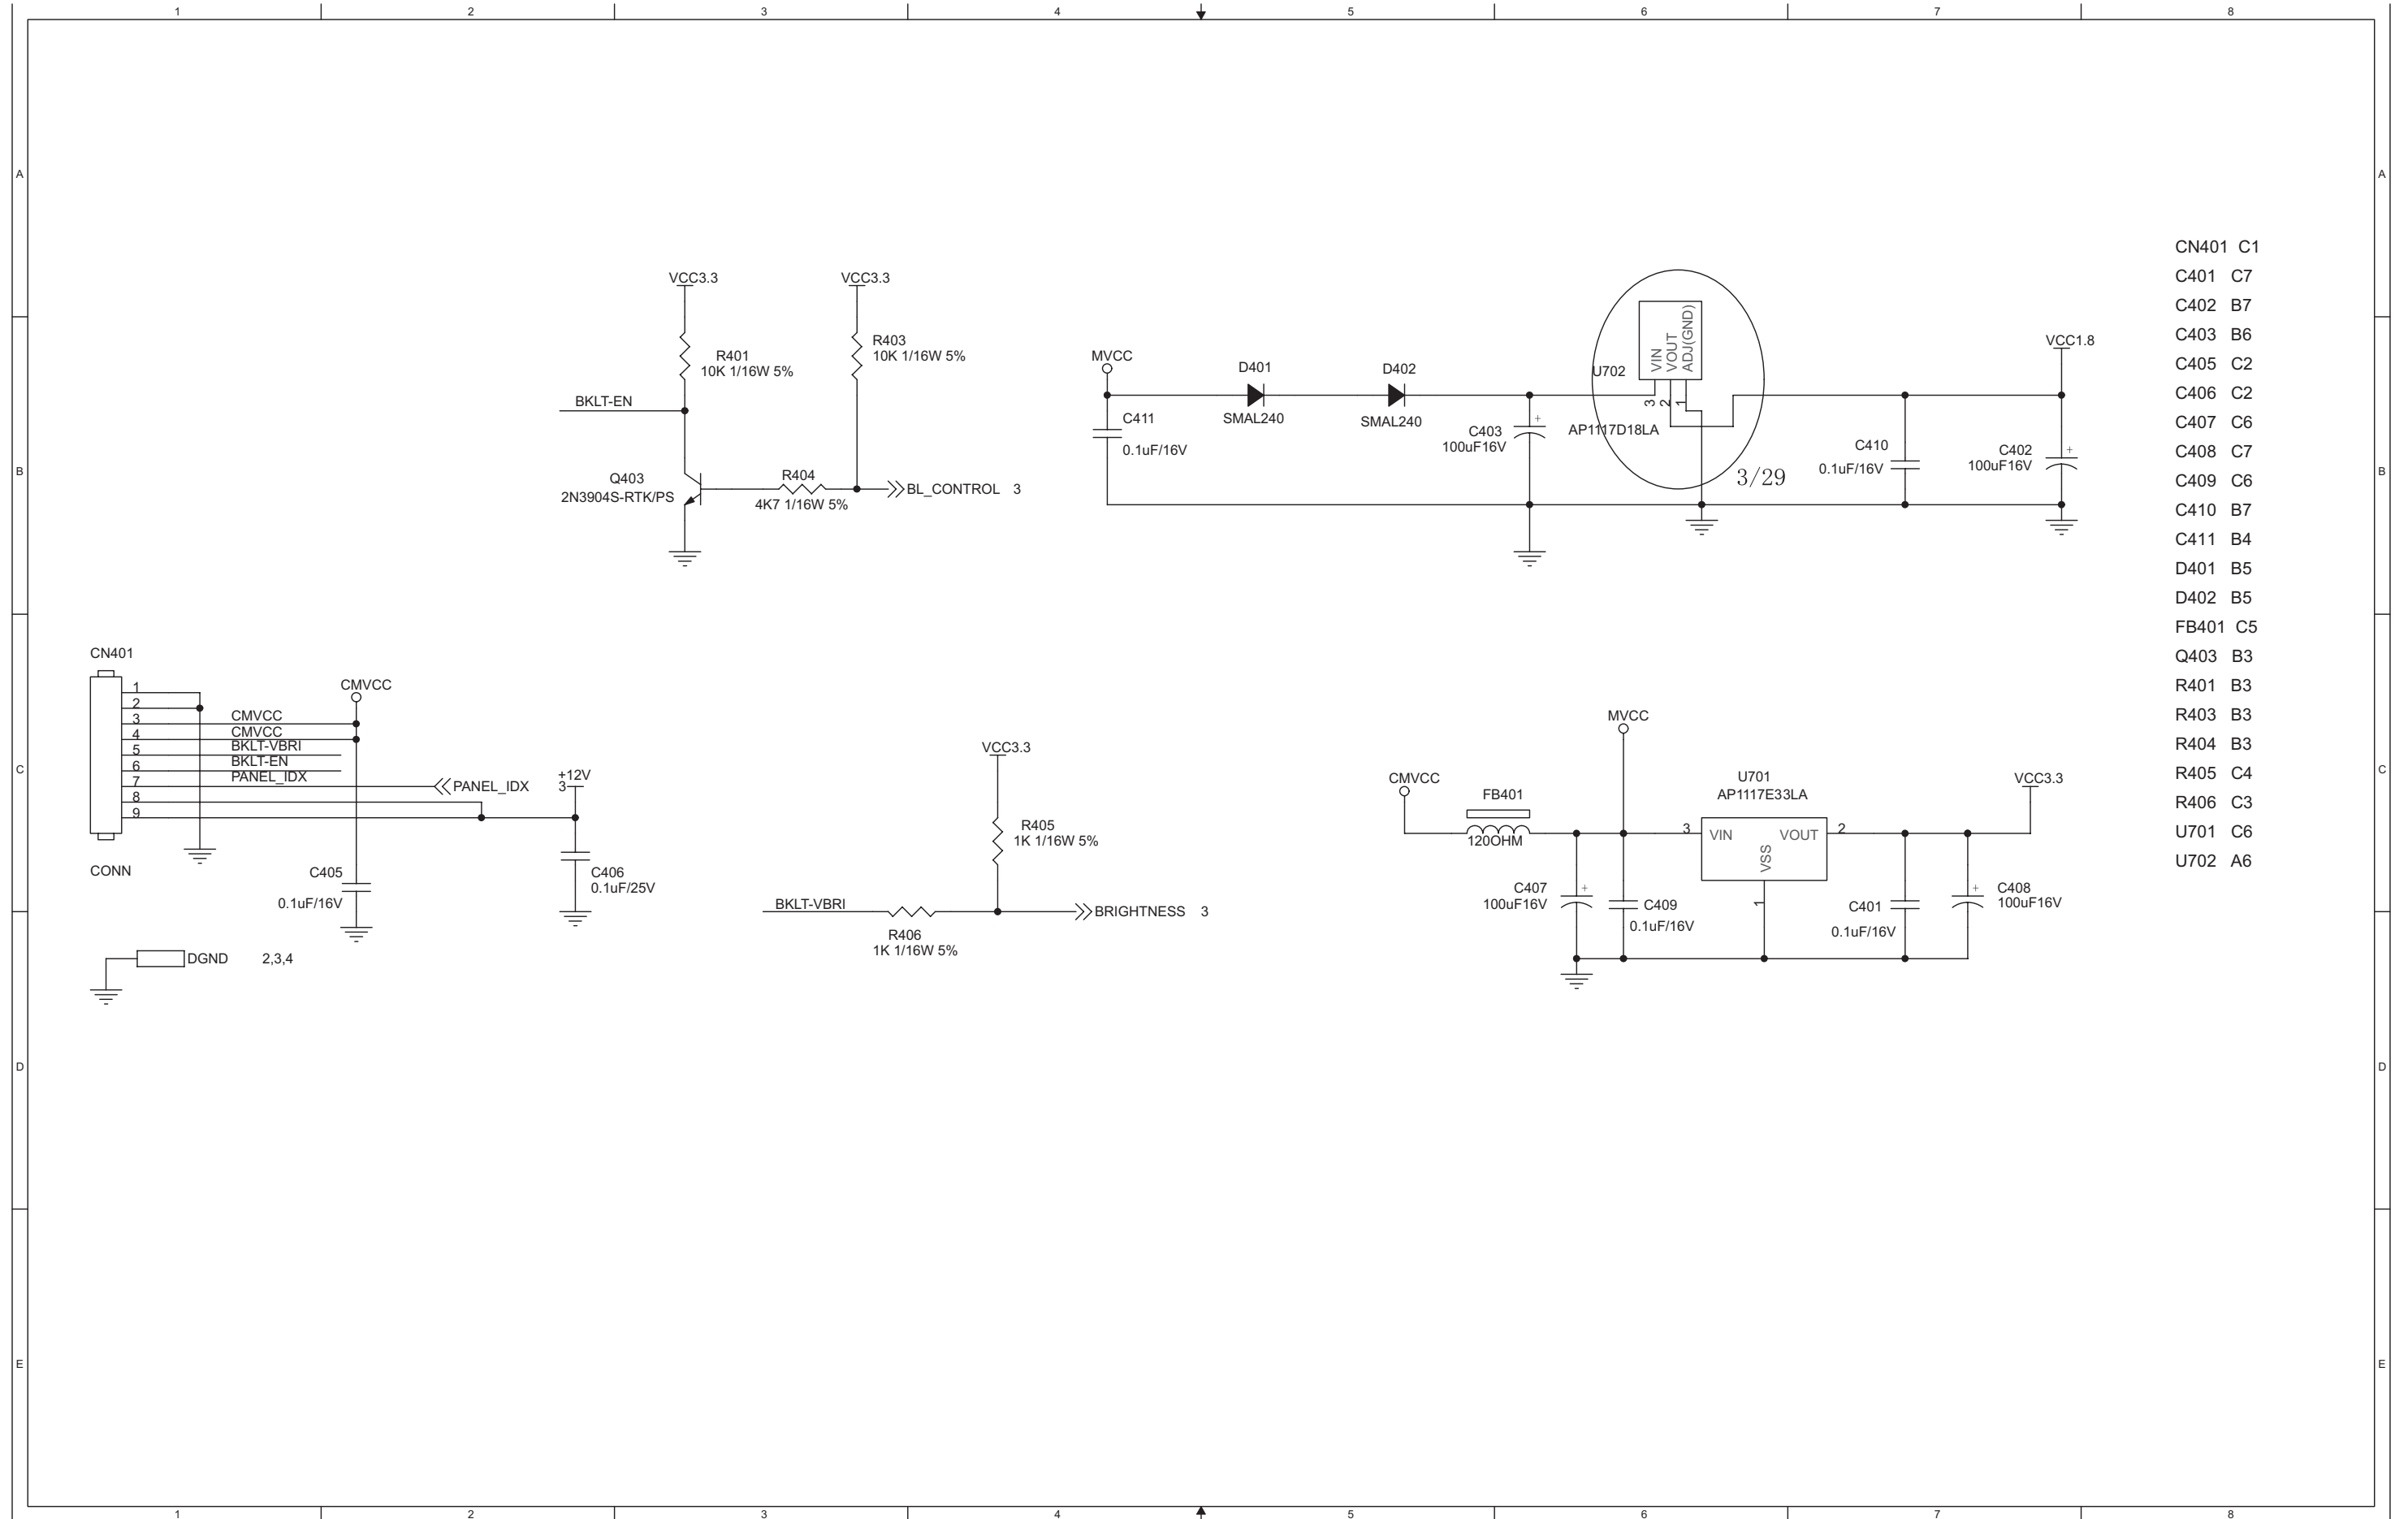 1 2 3 4 5 6 7 8
A A
CN401 C1
C401 C7
C402 B7
C403 B6
C405 C2
C406 C2
C407 C6
C408 C7
C409 C6
C410 B7
C411 B4
D401 B5
D402 B5
FB401 C5
Q403 B3
R401 B3
R403 B3
R404 B3
R405 C4
R406 C3
U701 C6
U702 A6
VCC3.3
R401
10K 1/16W 5%
BKLT-EN
Q403
2N3904S-RTK/PS
VCC3.3
R403
10K 1/16W 5%
R404
4K7 1/16W 5%
BL_CONTROL 3
MVCC
C411
0.1uF/16V
D401
SMAL240
D402
SMAL240
C403
+
100uF16V
U702
VIN
VOUT
ADJ(GND)
3
2
1
AP1117D18LA
3/29
C410
0.1uF/16V
VCC1.8
C402
+
100uF16V
B B
CN401
1
2
3
4
5
6
7
8
9
CONN
CMVCC
CMVCC
BKLT-VBRI
BKLT-EN
PANEL_IDX
CMVCC
PANEL_IDX
3
+12V
C405
0.1uF/16V
C406
0.1uF/25V
DGND 2,3,4
VCC3.3
R405
1K 1/16W 5%
BKLT-VBRI
R406
1K 1/16W 5%
BRIGHTNESS 3
CMVCC
FB401
120OHM
MVCC
C407
+
100uF16V
C409
0.1uF/16V
U701
AP1117E33LA
3
VIN
VOUT
2
VSS
1
C401
0.1uF/16V
VCC3.3
C408
+
100uF16V
C C
D D
E E
1 2 3 4 5 6 7 8